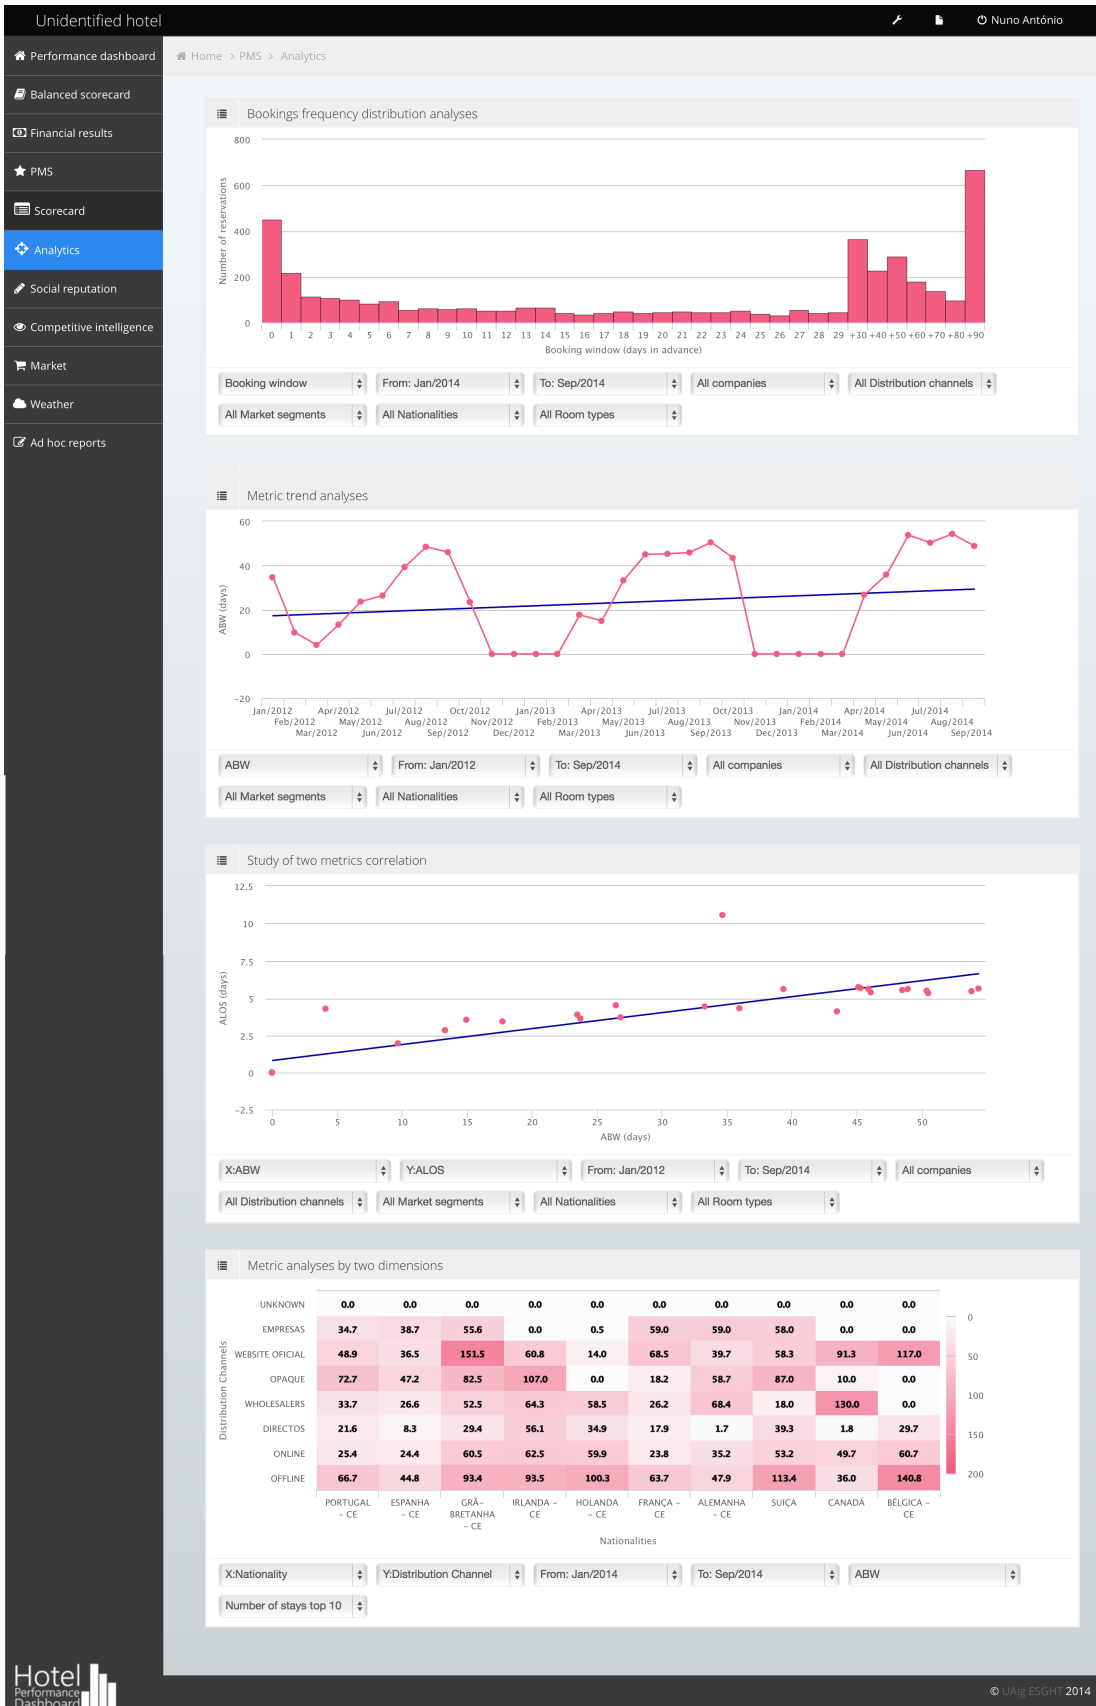 Unidentified hotel
Nuno António
Performance dashboard
Balanced scorecard
Financial results
PMS
Scorecard
Analytics
Social reputation
Competitive intelligence
Market
Weather
Ad hoc reports
Home > PMS > Analytics
Bookings frequency distribution analyses
800
600
400
200
0
Number of reservations
0 1 2 3 4 5 6 7 8 9 10 11 12 13 14 15 16 17 18 19 20 21 22 23 24 25 26 27 28 29 +30 +40 +50 +60 +70 +80 +90
Booking window (days in advance)
Booking window From: Jan/2014 To: Sep/2014 All companies All Distribution channels
All Market segments All Nationalities All Room types
Metric trend analyses
60
40
20
0
-20
ABW (days)
Jan/2012 Apr/2012 Jul/2012 Oct/2012 Jan/2013 Apr/2013 Jul/2013 Oct/2013 Jan/2014 Apr/2014 Jul/2014
Feb/2012 May/2012 Aug/2012 Nov/2012 Feb/2013 May/2013 Aug/2013 Nov/2013 Feb/2014 May/2014 Aug/2014
Mar/2012 Jun/2012 Sep/2012 Dec/2012 Mar/2013 Jun/2013 Sep/2013 Dec/2013 Mar/2014 Jun/2014 Sep/2014
ABW From: Jan/2012 To: Sep/2014 All companies All Distribution channels
All Market segments All Nationalities All Room types
Study of two metrics correlation
12.5
10
7.5
5
2.5
0
-2.5
ALOS (days)
0 5 10 15 20 25 30 35 40 45 50
ABW (days)
X:ABW Y:ALOS From: Jan/2012 To: Sep/2014 All companies
All Distribution channels All Market segments All Nationalities All Room types
Metric analyses by two dimensions
Distribution Channels
UNKNOWN 0.0 0.0 0.0 0.0 0.0 0.0 0.0 0.0 0.0 0.0
EMPRESAS 34.7 38.7 55.6 0.0 0.5 59.0 59.0 58.0 0.0 0.0
WEBSITE OFICIAL 48.9 36.5 151.5 60.8 14.0 68.5 39.7 58.3 91.3 117.0
OPAQUE 72.7 47.2 82.5 107.0 0.0 18.2 58.7 87.0 10.0 0.0
WHOLESALERS 33.7 26.6 52.5 64.3 58.5 26.2 68.4 18.0 130.0 0.0
DIRECTOS 21.6 8.3 29.4 56.1 34.9 17.9 1.7 39.3 1.8 29.7
ONLINE 25.4 24.4 60.5 62.5 59.9 23.8 35.2 53.2 49.7 60.7
OFFLINE 66.7 44.8 93.4 93.5 100.3 63.7 47.9 113.4 36.0 140.8
PORTUGAL ESPANHA GRÃ- IRLANDA - HOLANDA FRANÇA - ALEMANHA SUIÇA CANADÁ BÉLGICA -
- CE - CE BRETANHA CE - CE CE - CE CE
- CE
Nationalities
0
50
100
150
200
X:Nationality Y:Distribution Channel From: Jan/2014 To: Sep/2014 ABW
Number of stays top 10
Hotel
Performance
Dashboard
© UAlg ESGHT 2014